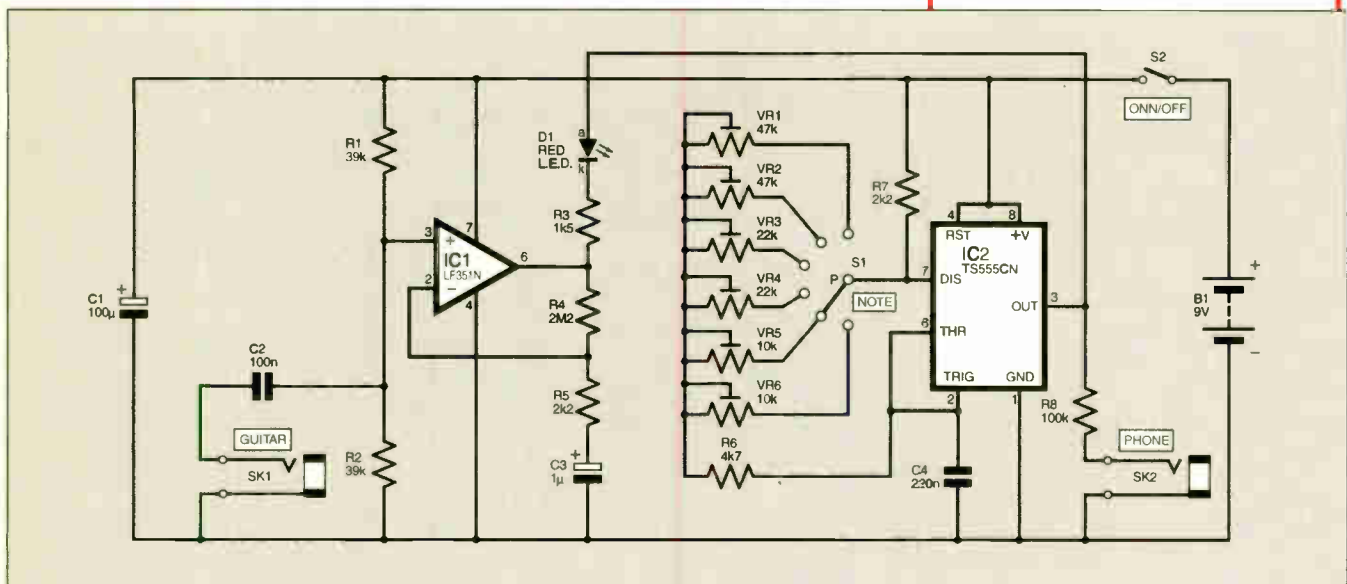 S2
ONN/OFF
R1
39k
D1
RED
L.E.D.
a
k
R3
1k5
VR1
47k
VR2
47k
VR3
22k
VR4
22k
VR5
10k
VR6
10k
R6
4k7
S1
P
NOTE
R7
2k2
4
8
RST
+V
IC2
TS555CN
7
DIS
OUT
3
6
THR
TRIG
GND
2
1
B1
9V
+
−
3
+
7
IC1
LF351N
6
2
−
4
R4
2M2
C1
100µ
+
C2
100n
GUITAR
SK1
R2
39k
R5
2k2
C3
1µ
+
C4
220n
R8
100k
PHONE
SK2